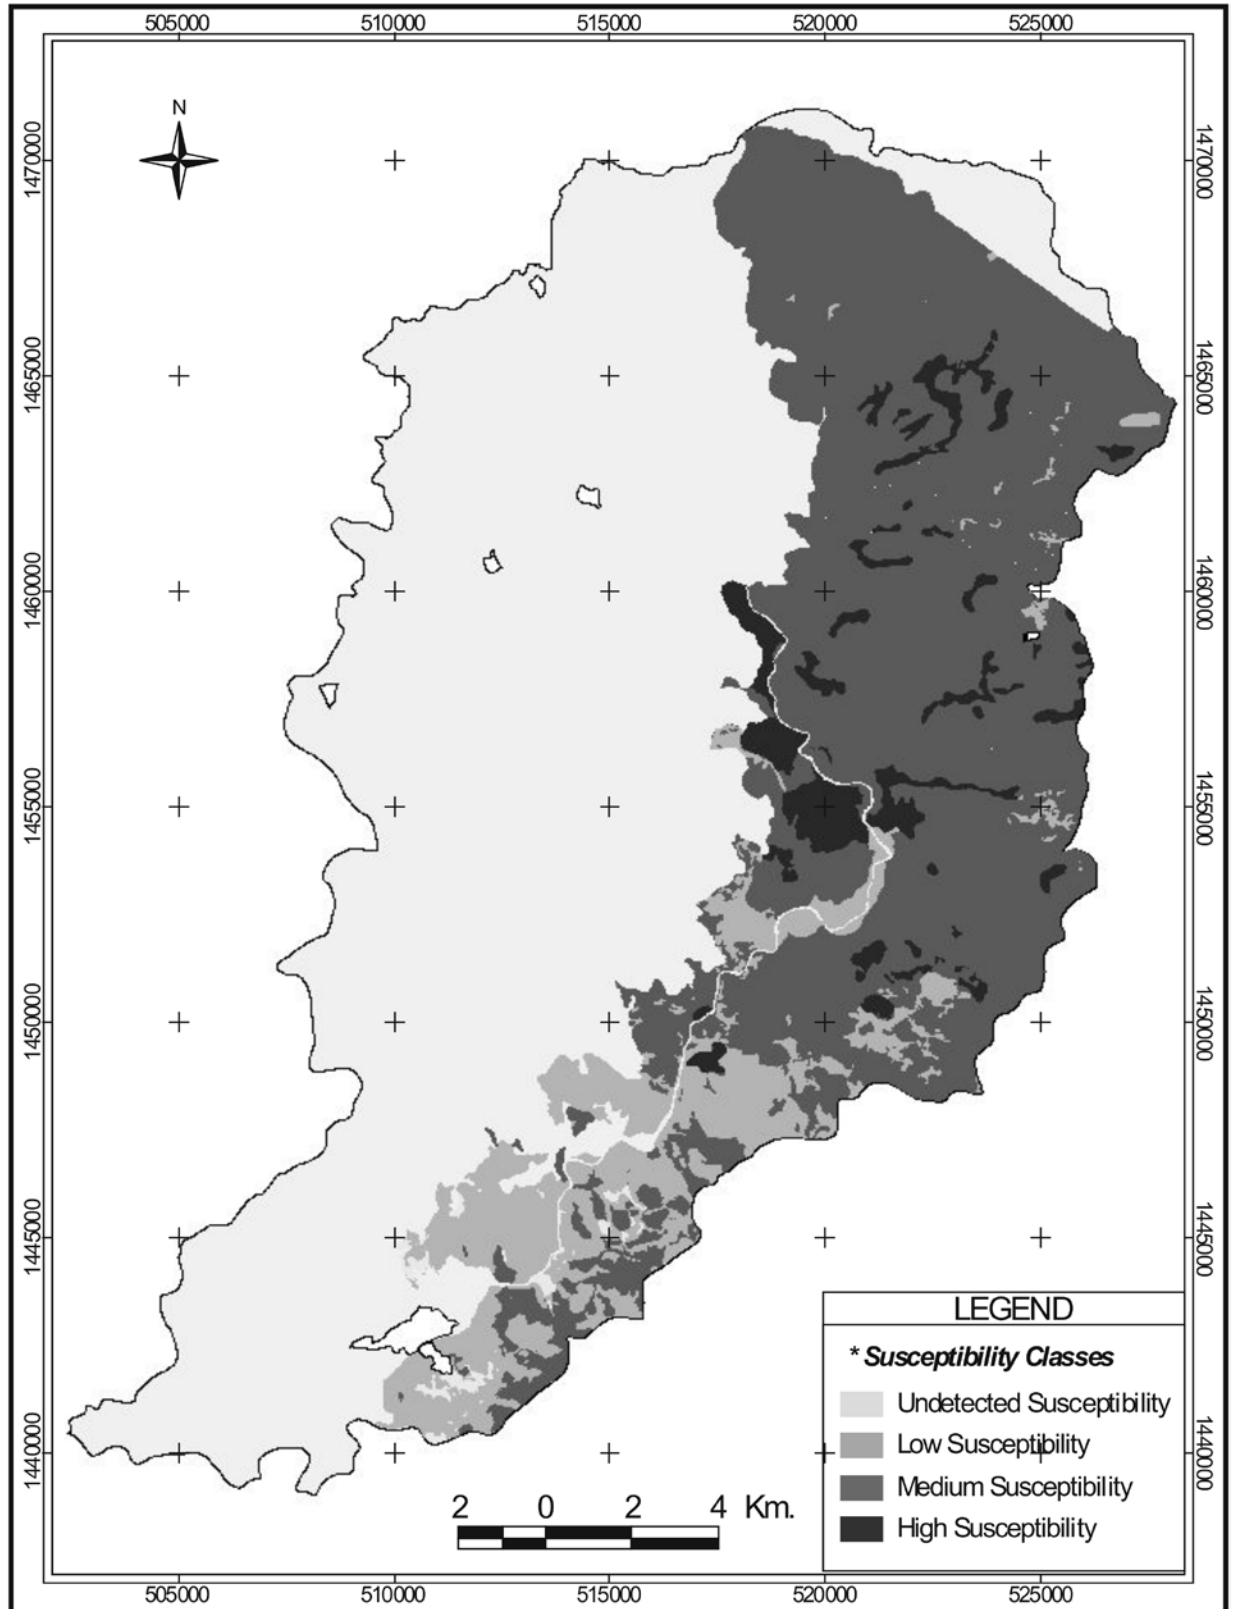 505000 510000 515000 520000 525000
N
1470000 1470000
1465000 1465000
1460000 1460000
1455000 1455000
1450000 1450000
1445000 1445000
1440000 1440000
LEGEND
* Susceptibility Classes
Undetected Susceptibility
Low Susceptibility
Medium Susceptibility
High Susceptibility
2 0 2 4 Km.
505000 510000 515000 520000 525000